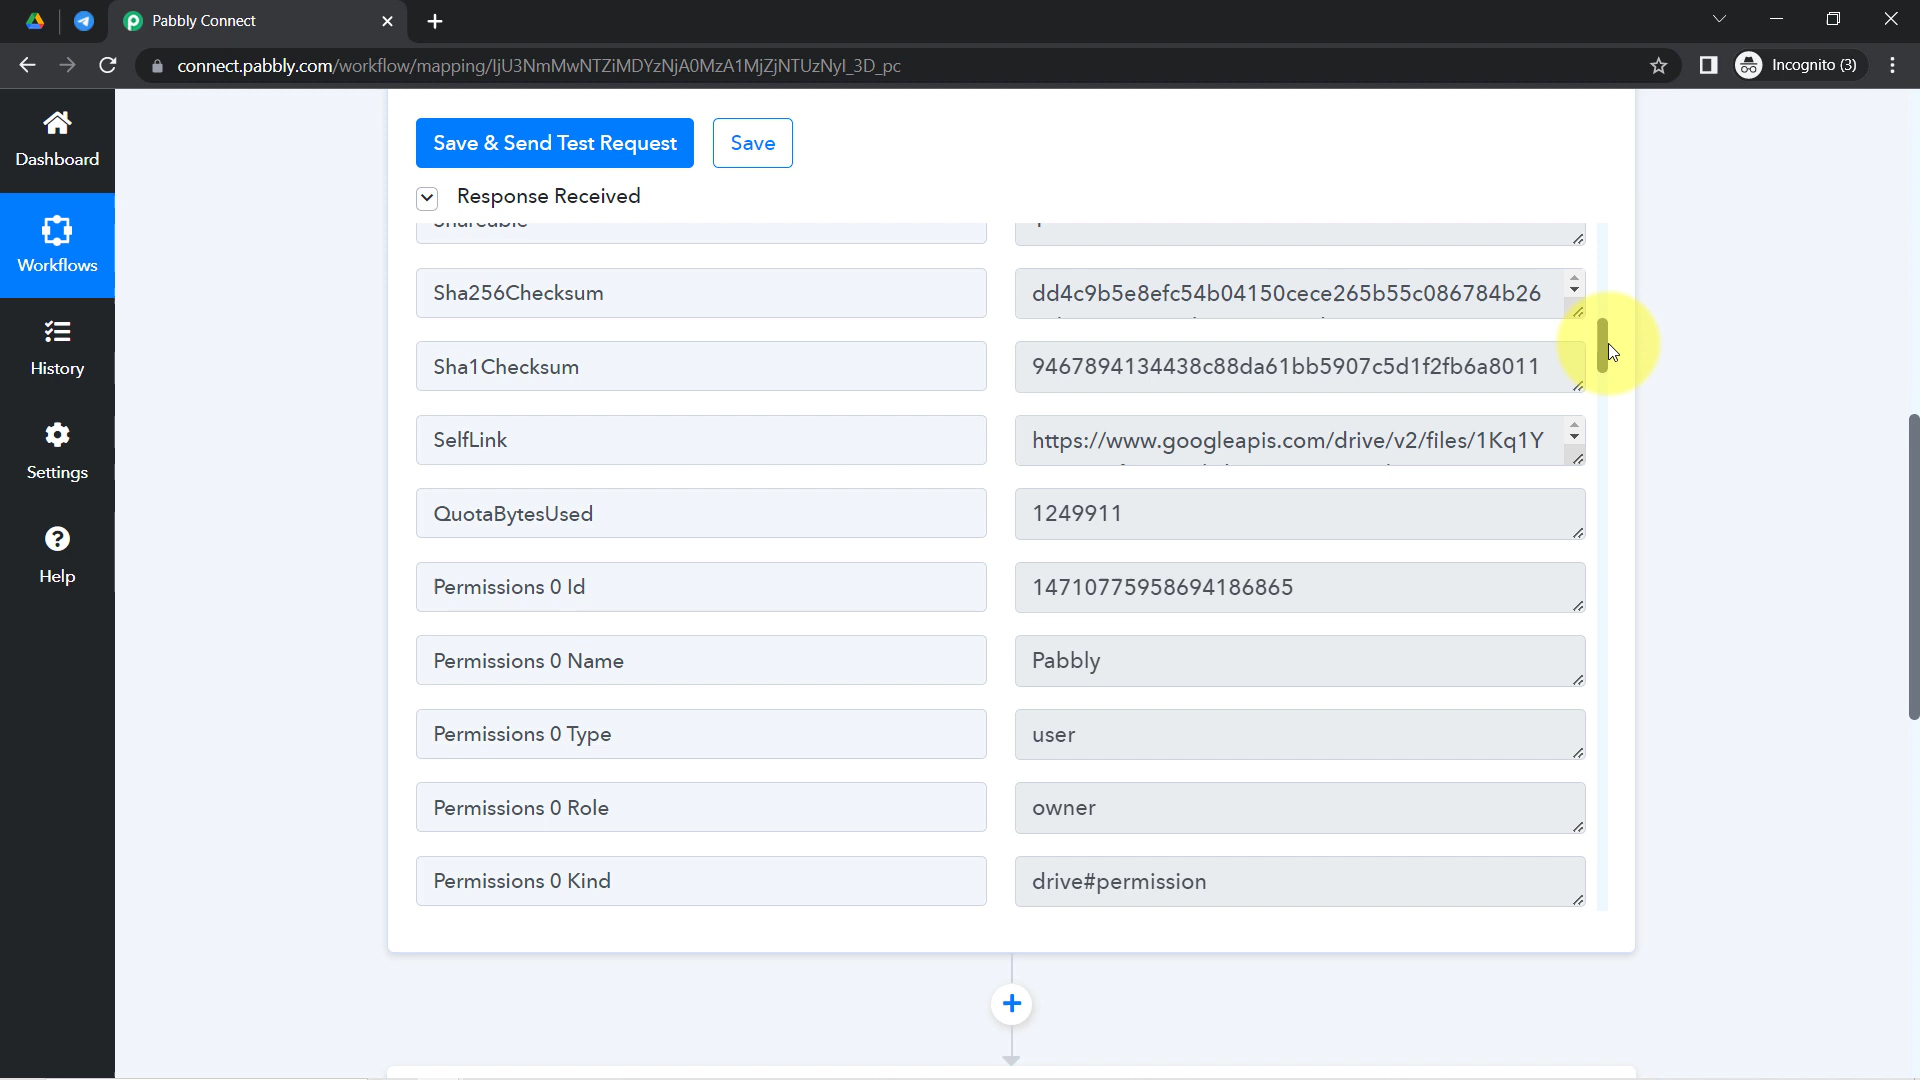 Pabbly Connect
connect.pabbly.com/workflow/mapping/IjU3NmMwNTZiMDYzNjA0MzA1MjZjNTUzNyI_3D_pc
Incognito (3)
Dashboard
Workflows
History
Settings
Help
Save & Send Test Request
Save
Response Received
Shareable
Sha256Checksum
dd4c9b5e8efc54b04150cece265b55c086784b26
Sha1Checksum
9467894134438c88da61bb5907c5d1f2fb6a8011
SelfLink
https://www.googleapis.com/drive/v2/files/1Kq1Y
QuotaBytesUsed
1249911
Permissions 0 Id
14710775958694186865
Permissions 0 Name
Pabbly
Permissions 0 Type
user
Permissions 0 Role
owner
Permissions 0 Kind
drive#permission